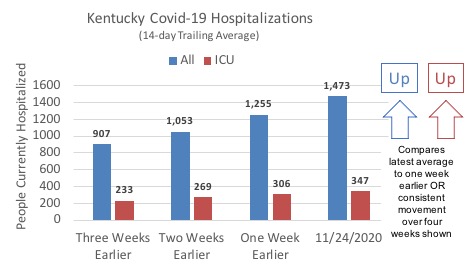 Kentucky Covid-19 Hospitalizations
(14-day Trailing Average)
All ICU
People Currently Hospitalized
1600
1400
1200
1000
800
600
400
200
0
907
233
1,053
269
1,255
306
1,473
347
Three Weeks
Earlier
Two Weeks
Earlier
One Week
Earlier
11/24/2020
Up Up
Compares
latest average
to one week
earlier OR
consistent
movement
over four
weeks shown